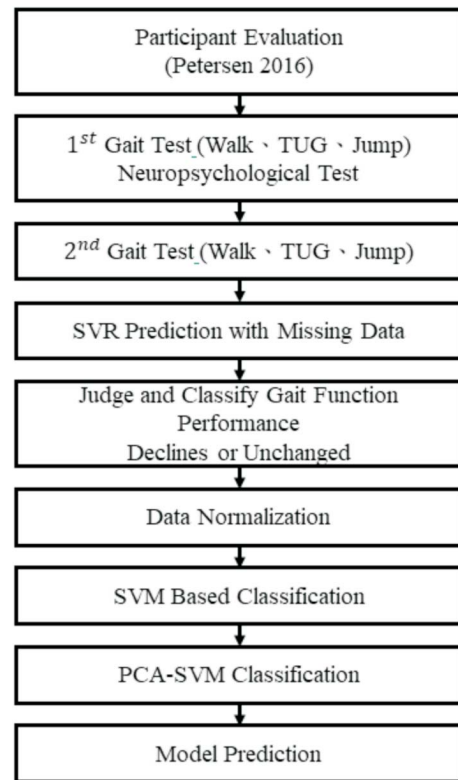 Participant Evaluation
(Petersen 2016)
1st Gait Test (Walk、TUG、Jump)
Neuropsychological Test
2nd Gait Test (Walk、TUG、Jump)
SVR Prediction with Missing Data
Judge and Classify Gait Function
Performance
Declines or Unchanged
Data Normalization
SVM Based Classification
PCA-SVM Classification
Model Prediction